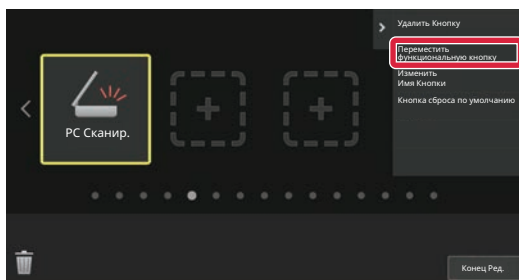 Удалить Кнопку
Переместить
функциональную кнопку
Изменить
Имя Кнопки
Кнопка сброса по умолчанию
PC Сканир.
Конец Ред.